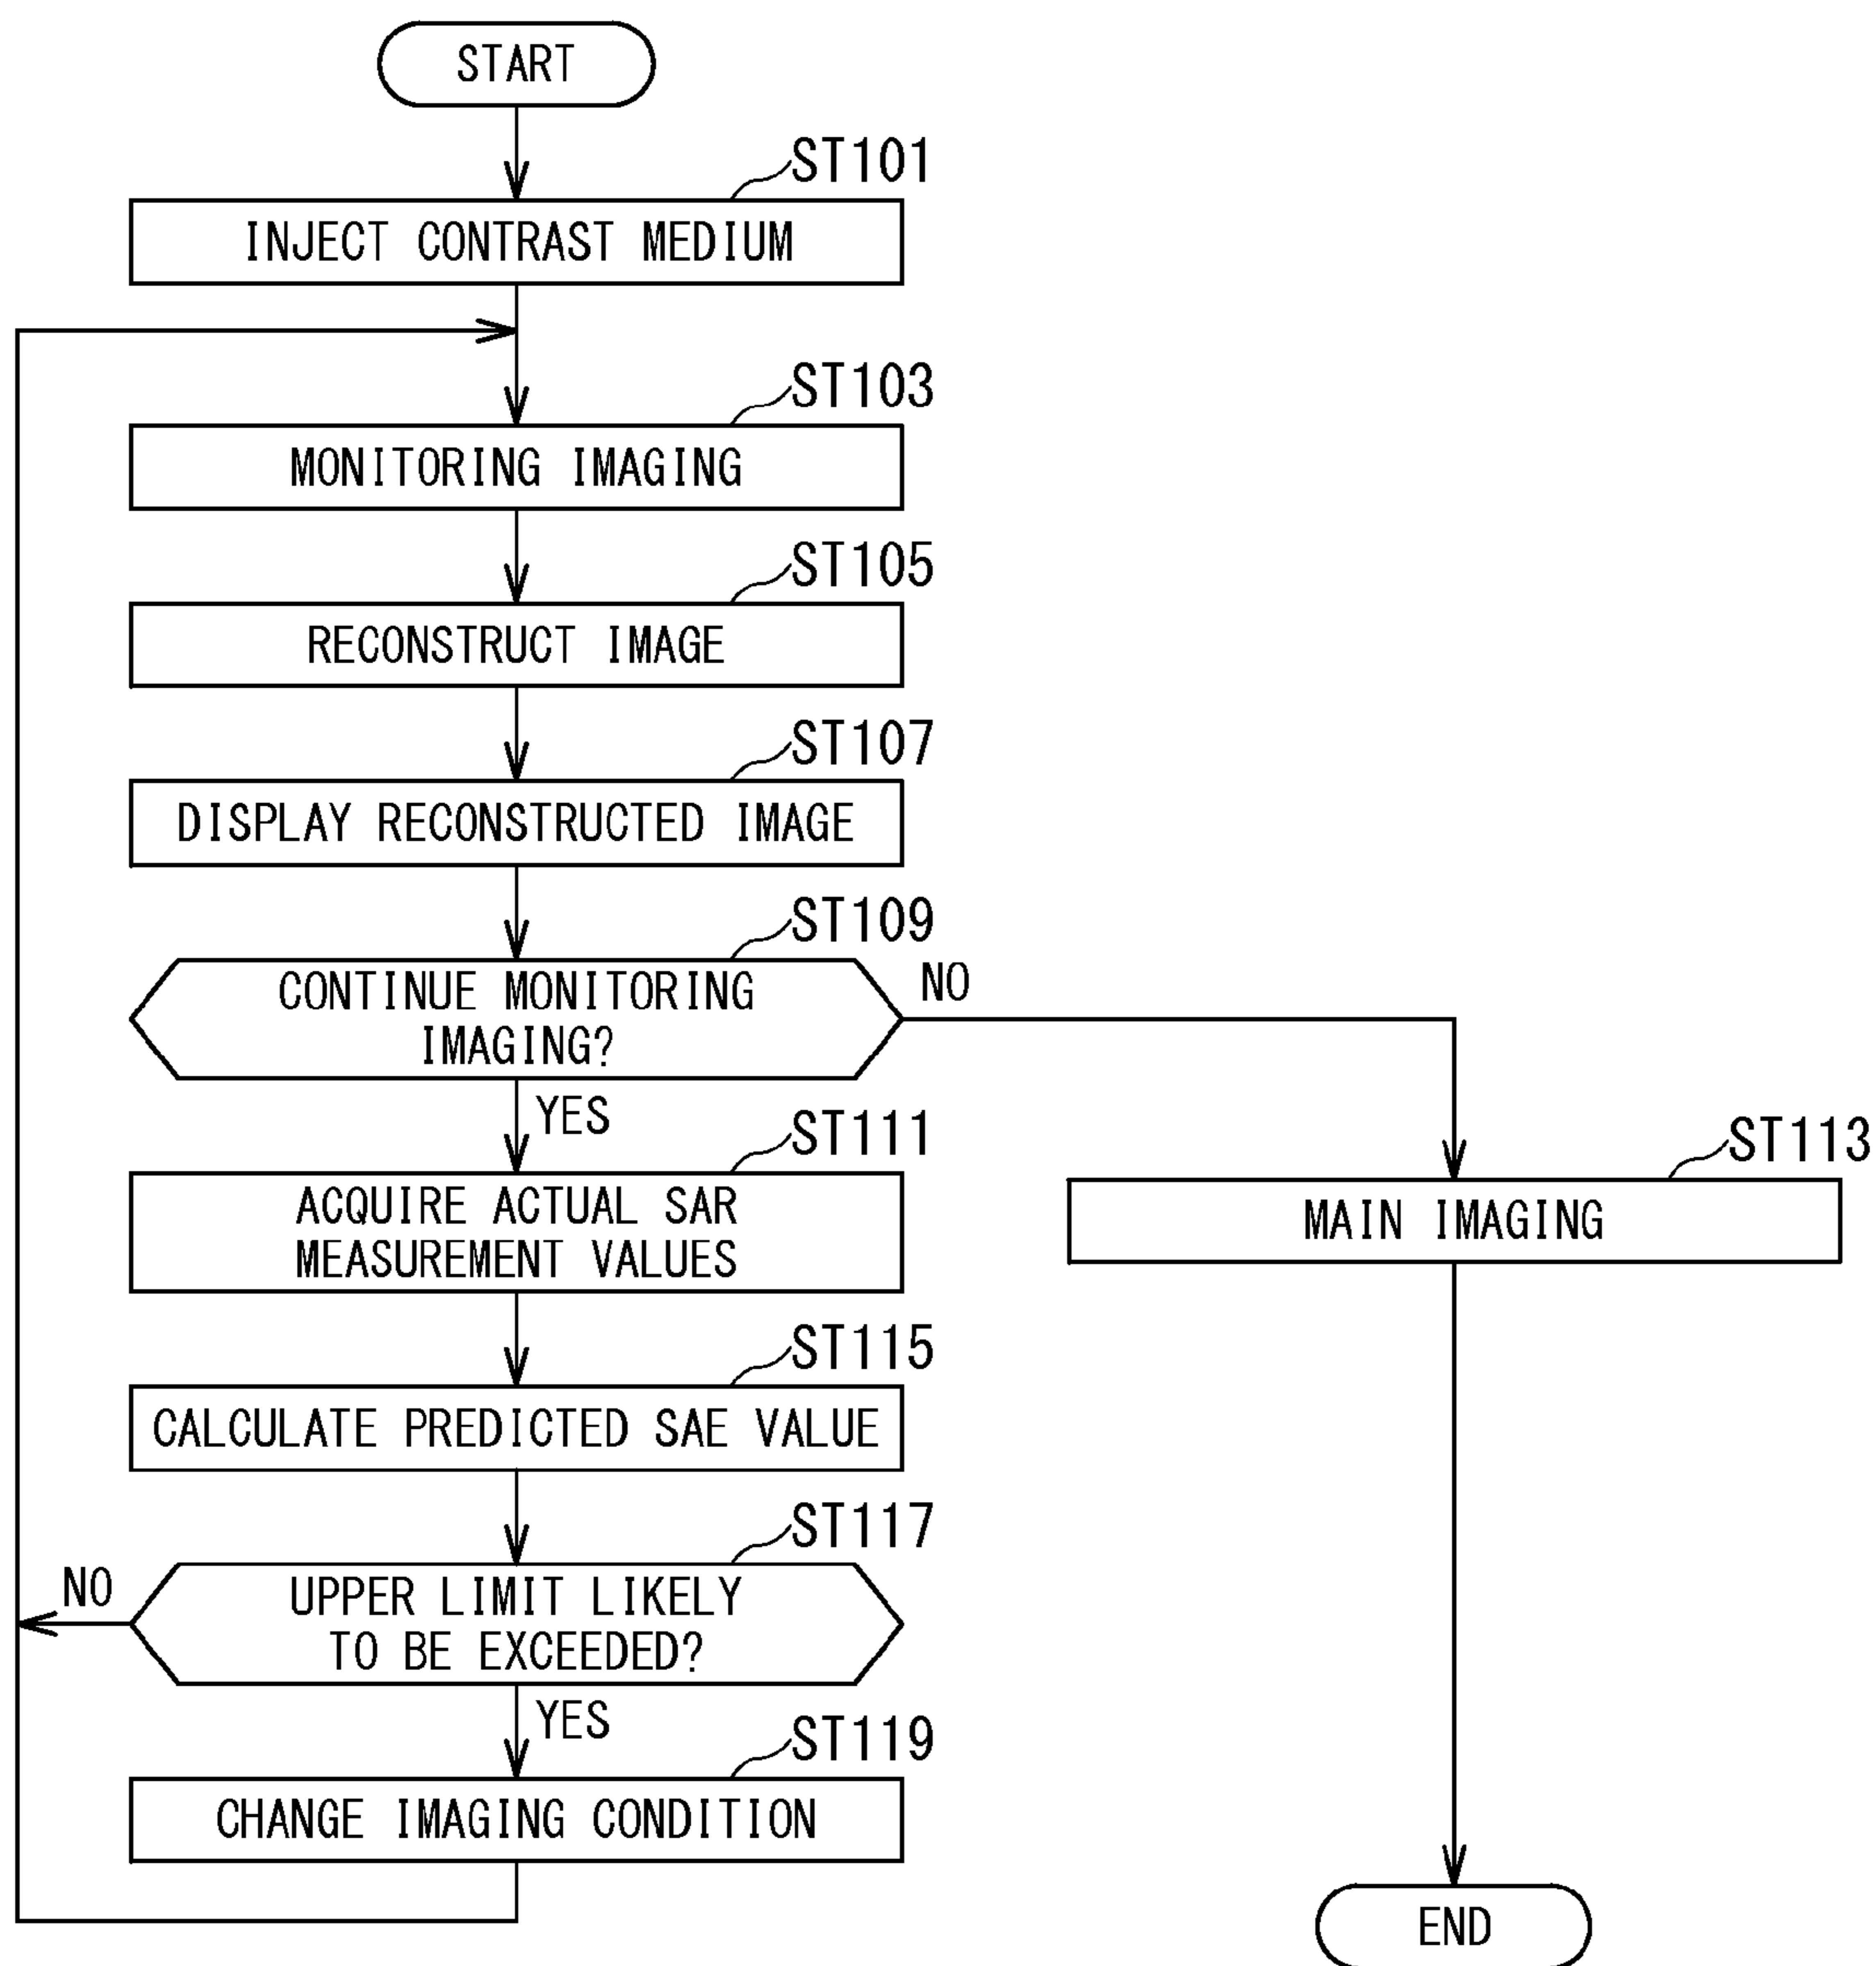 START
ST101
INJECT CONTRAST MEDIUM
ST103
MONITORING IMAGING
ST105
RECONSTRUCT IMAGE
ST107
DISPLAY RECONSTRUCTED IMAGE
ST109
CONTINUE MONITORING
IMAGING?
NO
YES
ST111
ACQUIRE ACTUAL SAR
MEASUREMENT VALUES
ST113
MAIN IMAGING
ST115
CALCULATE PREDICTED SAE VALUE
ST117
UPPER LIMIT LIKELY
TO BE EXCEEDED?
NO
YES
ST119
CHANGE IMAGING CONDITION
END